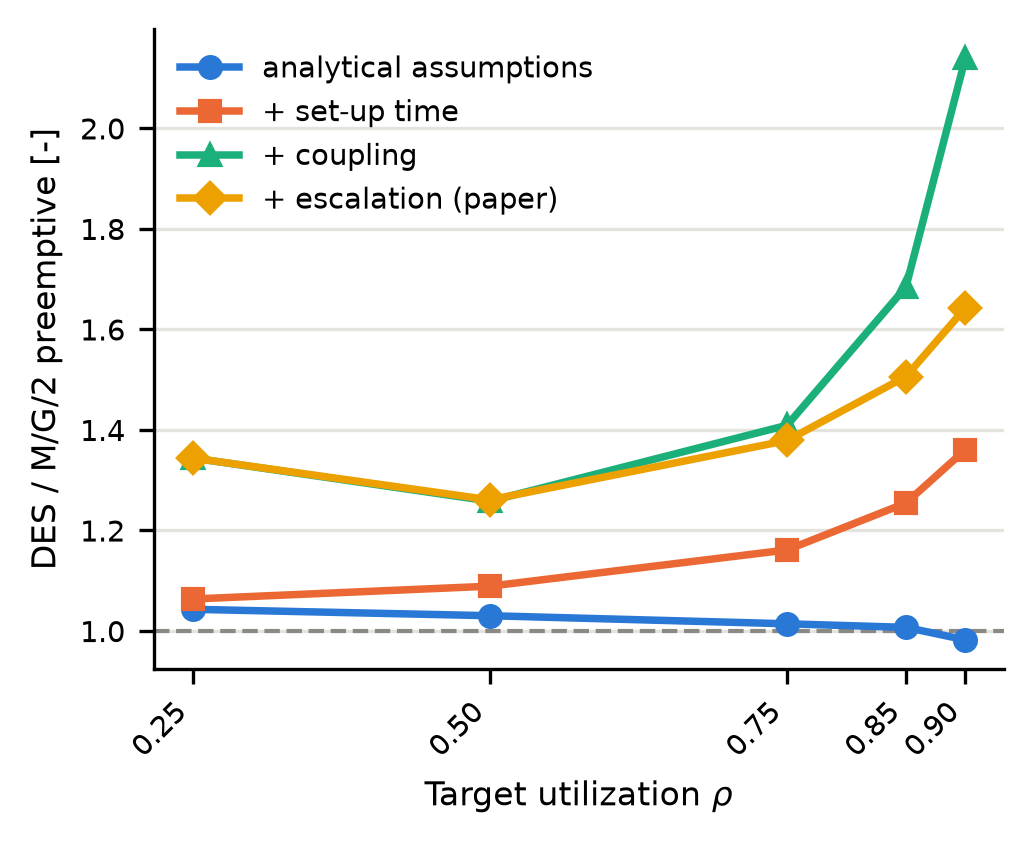 analytical assumptions
+ set-up time
+ coupling
+ escalation (paper)
DES / M/G/2 preemptive [-]
2.0
1.8
1.6
1.4
1.2
1.0
0.25
0.50
0.75
0.85
0.90
Target utilization ρ